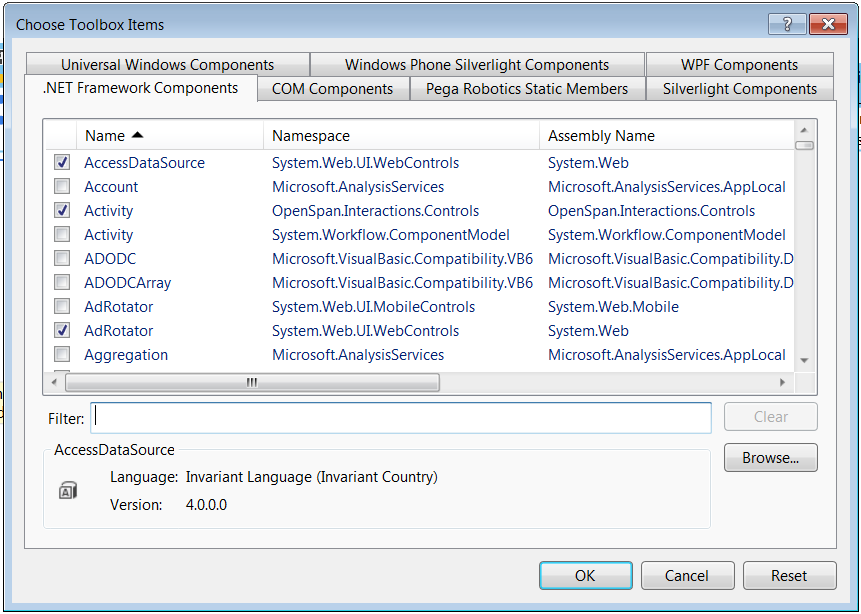 Choose Toolbox Items
Universal Windows Components Windows Phone Silverlight Components WPF Components
.NET Framework Components COM Components Pega Robotics Static Members Silverlight Components
Name Namespace Assembly Name
AccessDataSource System.Web.UI.WebControls System.Web
Account Microsoft.AnalysisServices Microsoft.AnalysisServices.AppLocal
Activity OpenSpan.Interactions.Controls OpenSpan.Interactions.Controls
Activity System.Workflow.ComponentModel System.Workflow.ComponentModel
ADODC Microsoft.VisualBasic.Compatibility.VB6 Microsoft.VisualBasic.Compatibility.D
ADODCArray Microsoft.VisualBasic.Compatibility.VB6 Microsoft.VisualBasic.Compatibility.D
AdRotator System.Web.UI.MobileControls System.Web.Mobile
AdRotator System.Web.UI.WebControls System.Web
Aggregation Microsoft.AnalysisServices Microsoft.AnalysisServices.AppLocal
Filter: Clear
AccessDataSource
Browse...
Language: Invariant Language (Invariant Country)
Version: 4.0.0.0
OK Cancel Reset